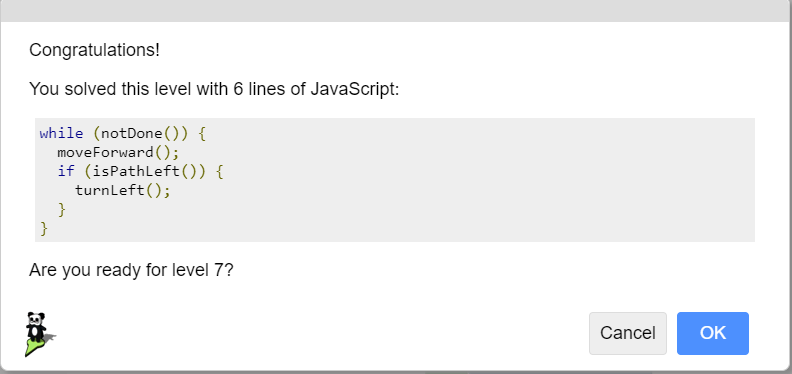 Congratulations!
You solved this level with 6 lines of JavaScript:
while (notDone()) {
  moveForward();
  if (isPathLeft()) {
    turnLeft();
  }
}
Are you ready for level 7?
Cancel
OK